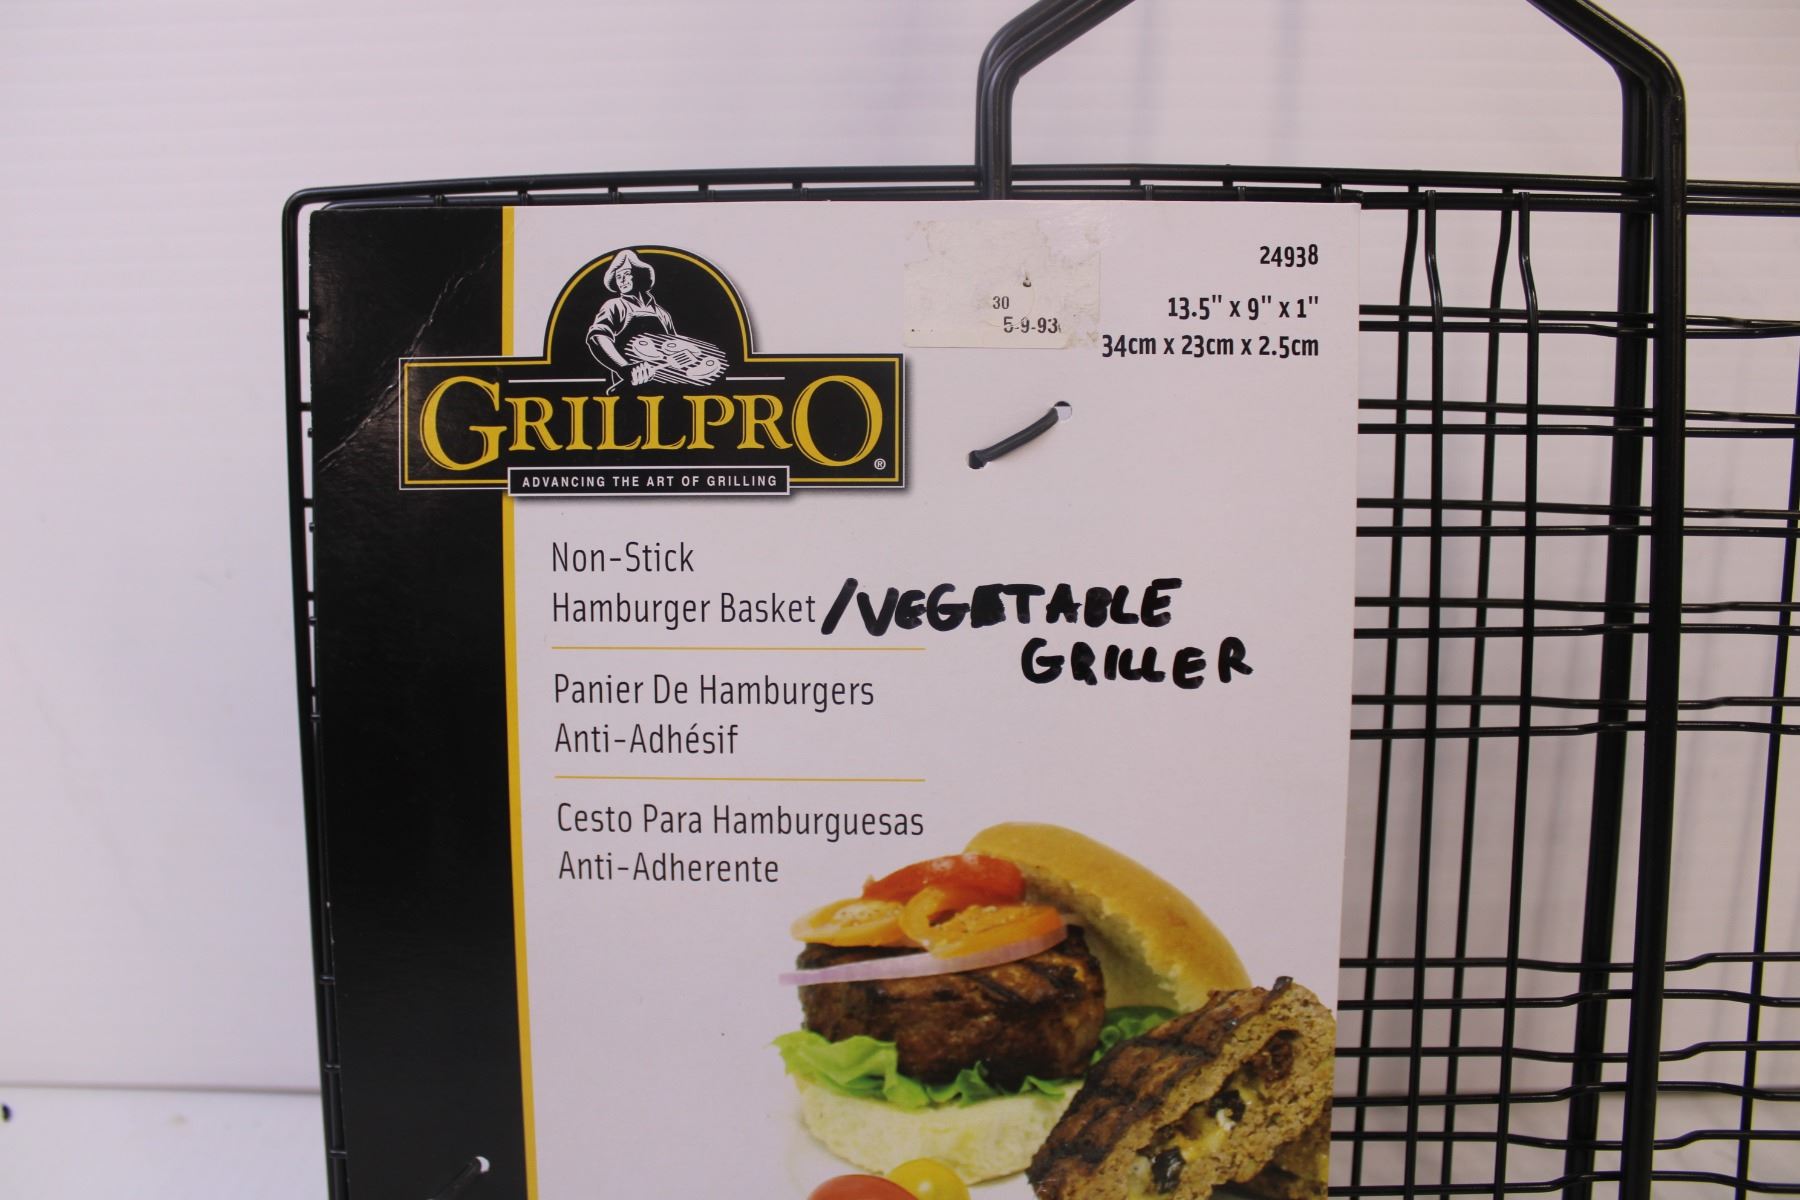 24938
13.5" x 9" x 1"
34cm x 23cm x 2.5cm
30
5-9-93
GRILLPRO®
ADVANCING THE ART OF GRILLING
Non-Stick
Hamburger Basket /VEGETABLE
GRILLER
Panier De Hamburgers
Anti-Adhésif
Cesto Para Hamburguesas
Anti-Adherente